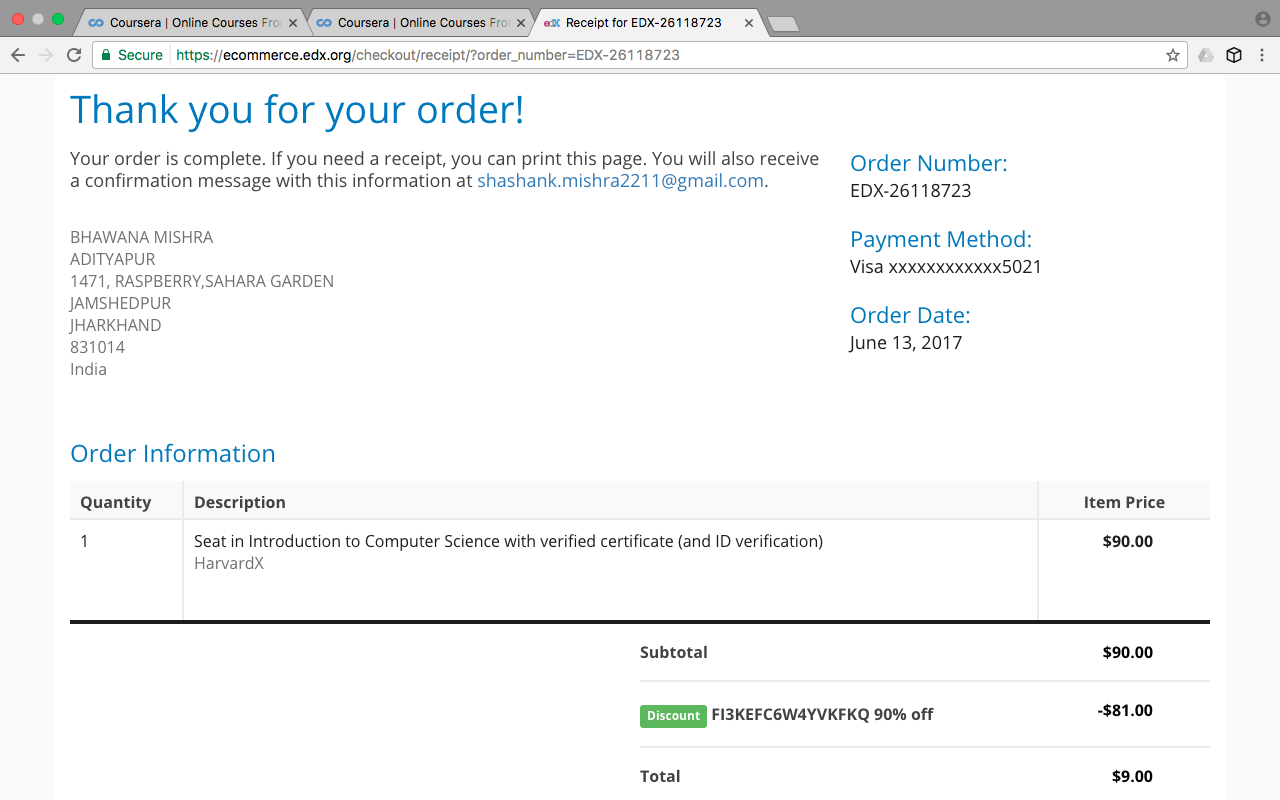 Coursera | Online Courses Fro
Coursera | Online Courses Fro
edX Receipt for EDX-26118723
Secure https://ecommerce.edx.org/checkout/receipt/?order_number=EDX-26118723
Thank you for your order!
Your order is complete. If you need a receipt, you can print this page. You will also receive
a confirmation message with this information at shashank.mishra2211@gmail.com.
BHAWANA MISHRA
ADITYAPUR
1471, RASPBERRY,SAHARA GARDEN
JAMSHEDPUR
JHARKHAND
831014
India
Order Number:
EDX-26118723
Payment Method:
Visa xxxxxxxxxxxx5021
Order Date:
June 13, 2017
Order Information
Quantity Description Item Price
1 Seat in Introduction to Computer Science with verified certificate (and ID verification) $90.00
HarvardX
Subtotal $90.00
Discount FI3KEFC6W4YVKFKQ 90% off -$81.00
Total $9.00